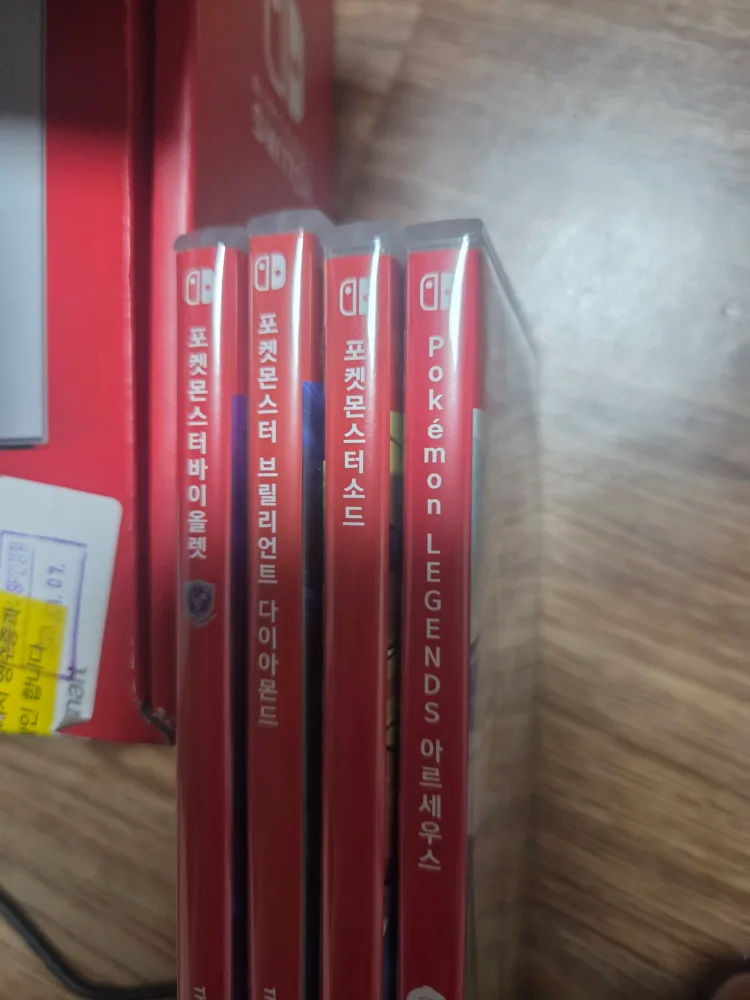 SWITCH
포켓몬스터바이올렛
포켓몬스터 브릴리언트 다이아몬드
포켓몬스터소드
Pokémon LEGENDS 아르세우스